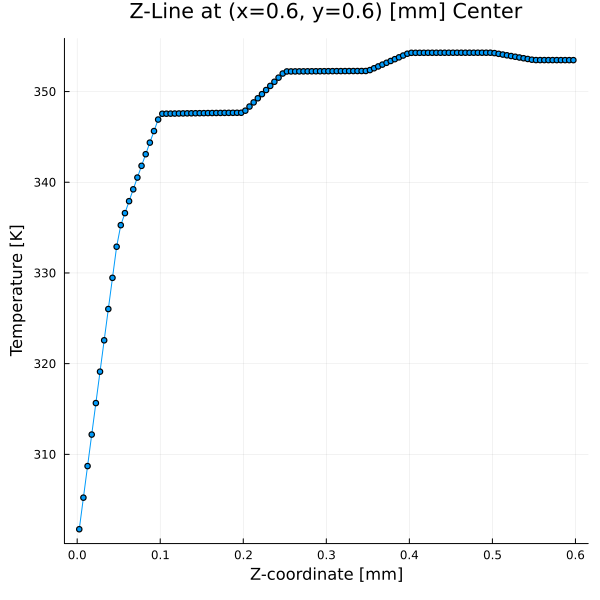 Z-Line at (x=0.6, y=0.6) [mm] Center
Temperature [K]
350
340
330
320
310
0.0 0.1 0.2 0.3 0.4 0.5 0.6
Z-coordinate [mm]